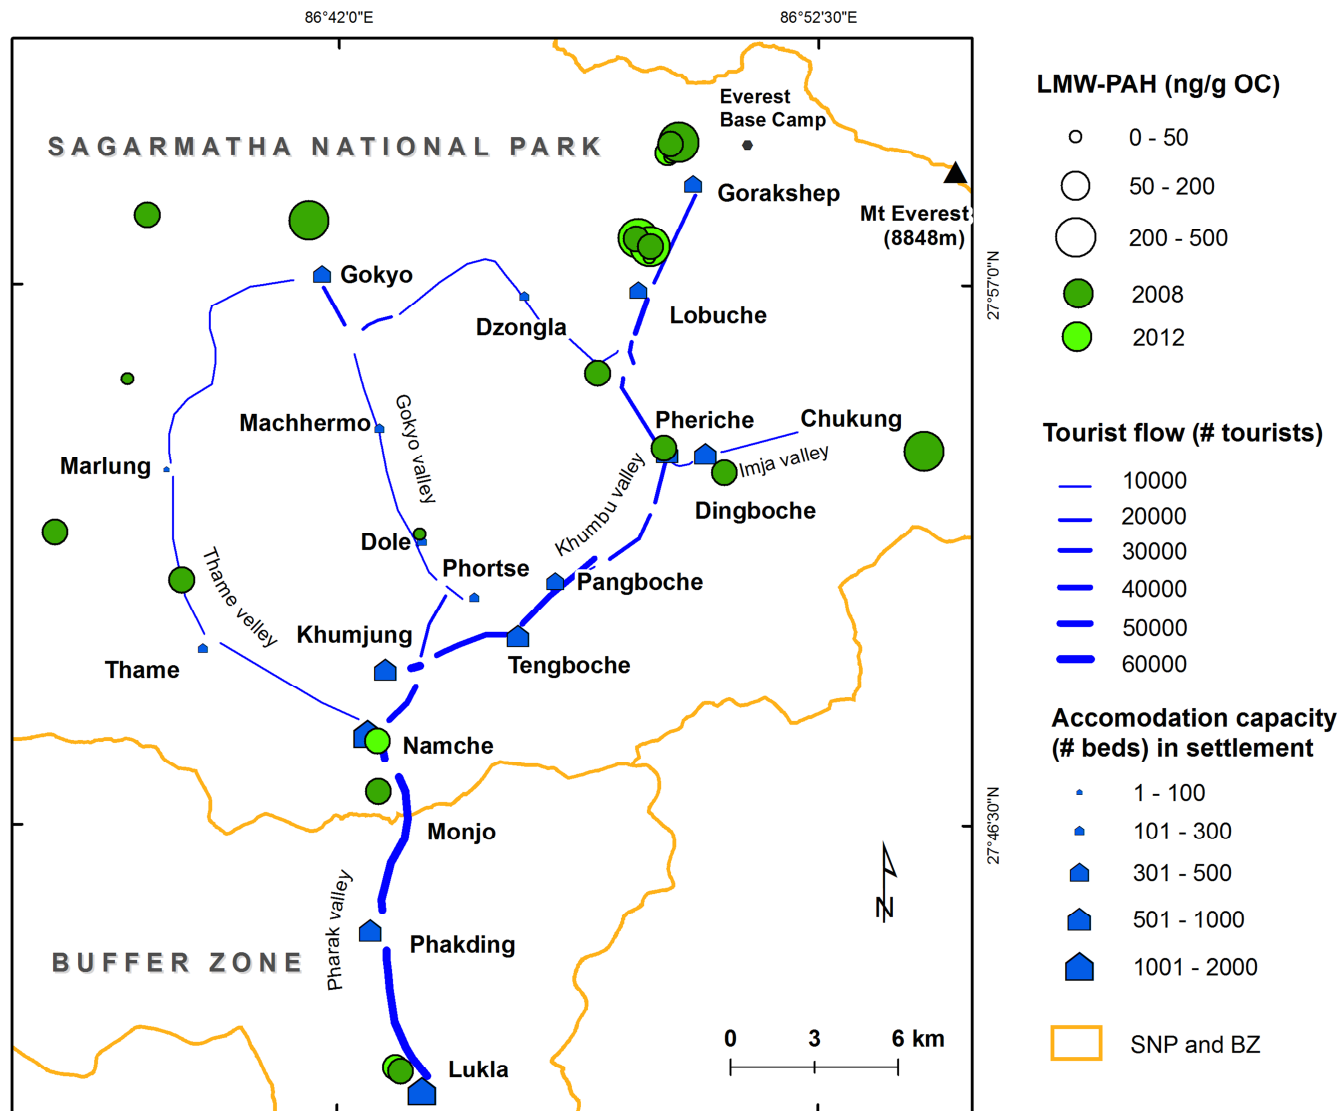 86°42'0"E
86°52'30"E
SAGARMATHA NATIONAL PARK
Everest
Base Camp
Gorakshep
Mt Everest
(8848m)
Gokyo
Dzongla
Lobuche
27°57'0"N
Machhermo
Gokyo valley
Pheriche
Chukung
Marlung
Imja valley
Khumbu valley
Dingboche
Dole
Phortse
Pangboche
Thame velley
Khumjung
Tengboche
Thame
Namche
Monjo
27°46'30"N
Pharak valley
Phakding
BUFFER ZONE
N
0 3 6 km
Lukla
LMW-PAH (ng/g OC)
0 - 50
50 - 200
200 - 500
2008
2012
Tourist flow (# tourists)
10000
20000
30000
40000
50000
60000
Accomodation capacity
(# beds) in settlement
1 - 100
101 - 300
301 - 500
501 - 1000
1001 - 2000
SNP and BZ